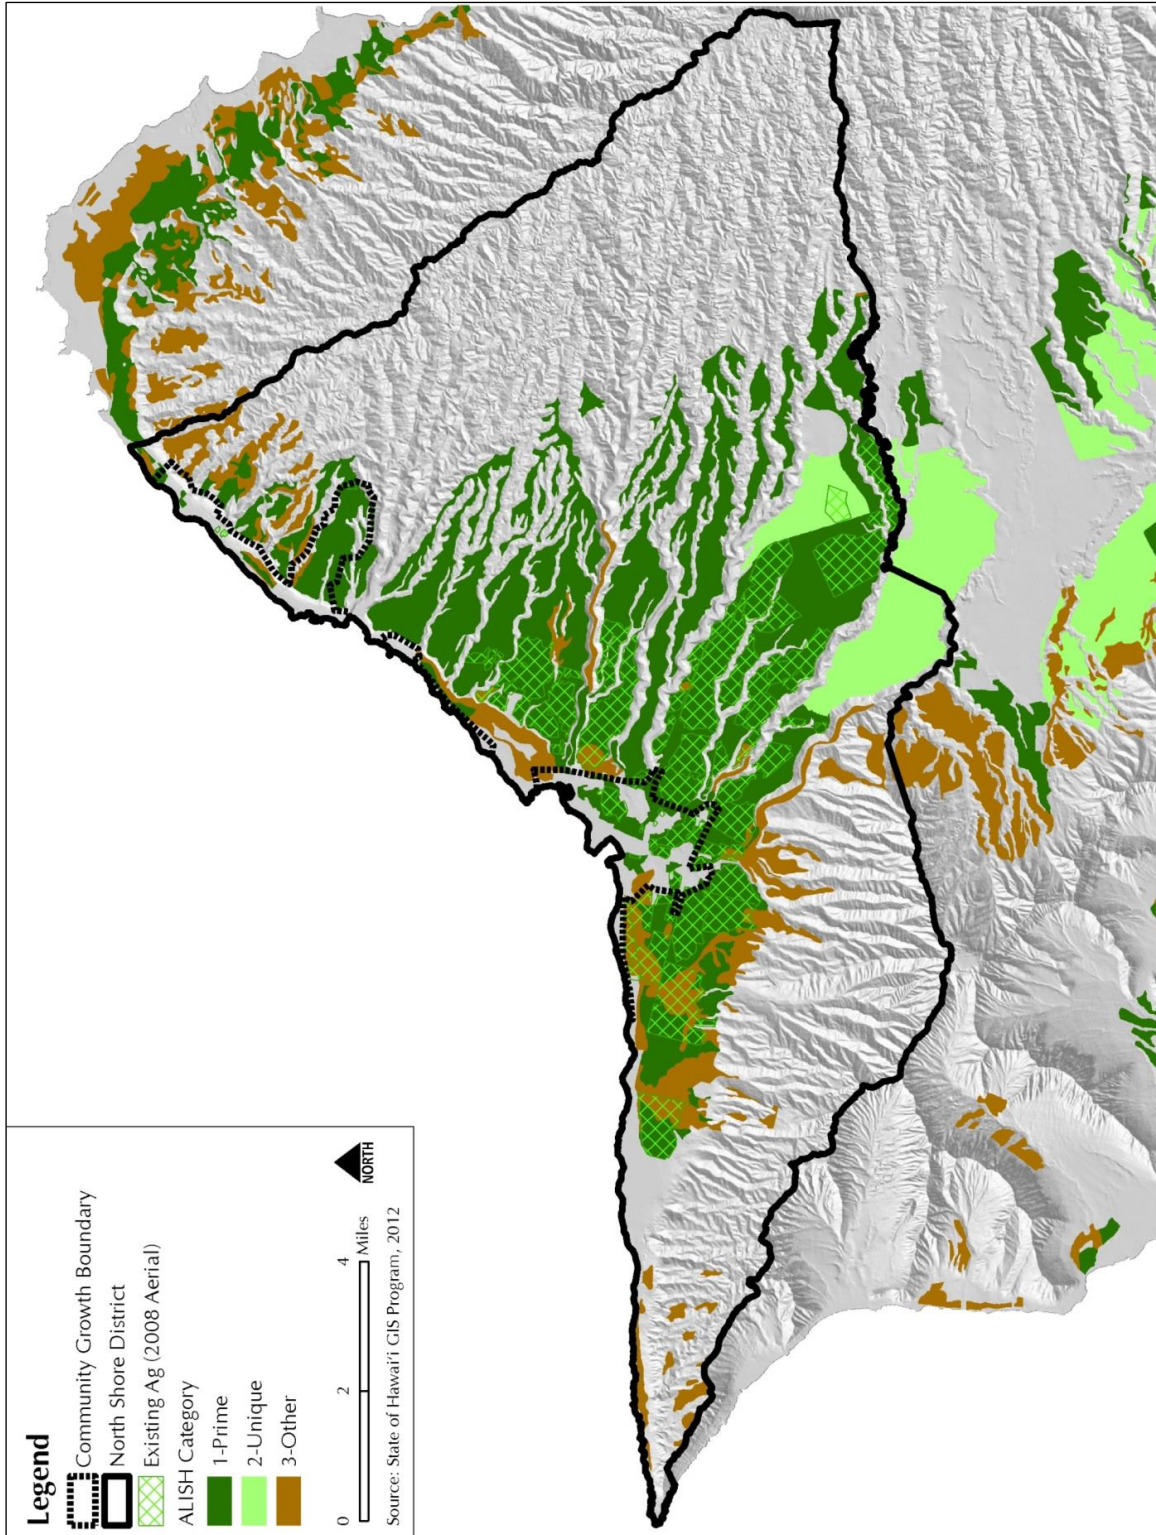 Legend
Community Growth Boundary
North Shore District
Existing Ag (2008 Aerial)
ALISH Category
1-Prime
2-Unique
3-Other
0 2 4
Miles
NORTH
Source: State of Hawai‘i GIS Program, 2012